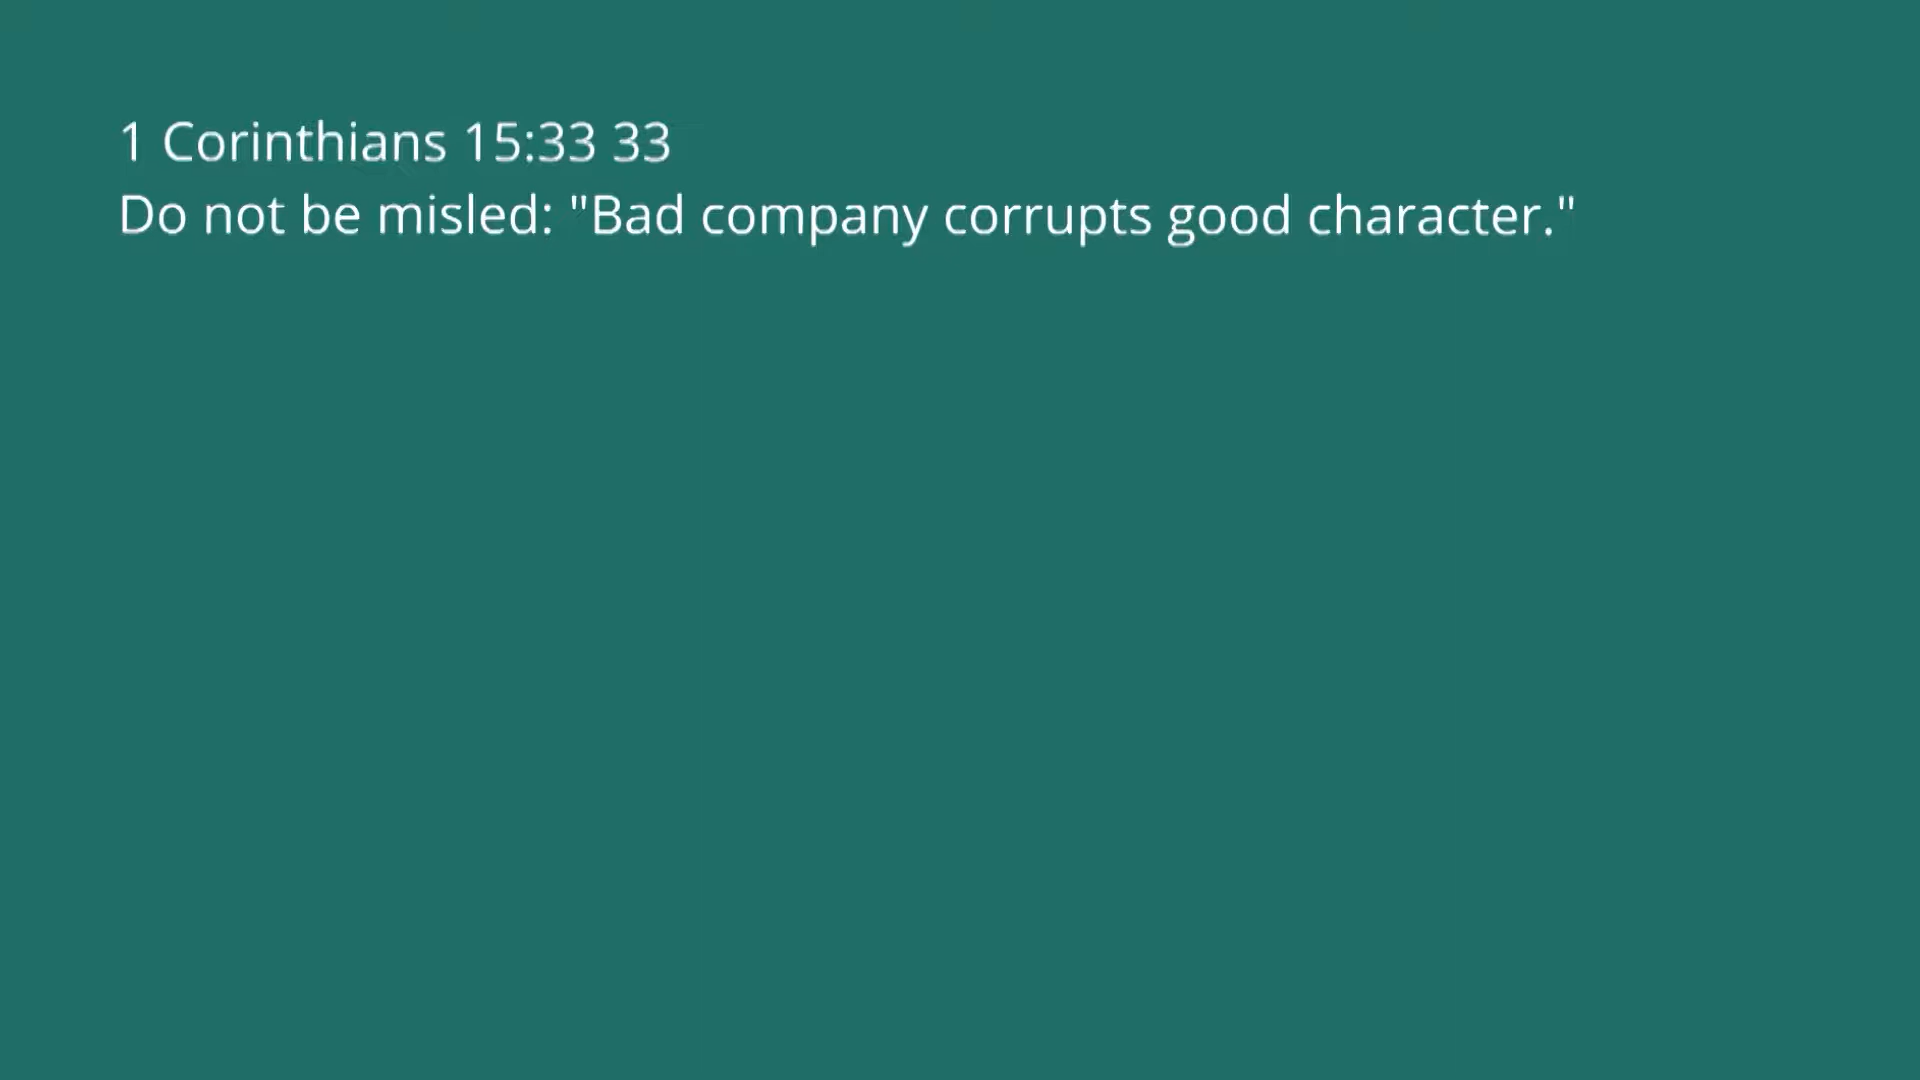 1 Corinthians 15:33 33
Do not be misled: "Bad company corrupts good character."